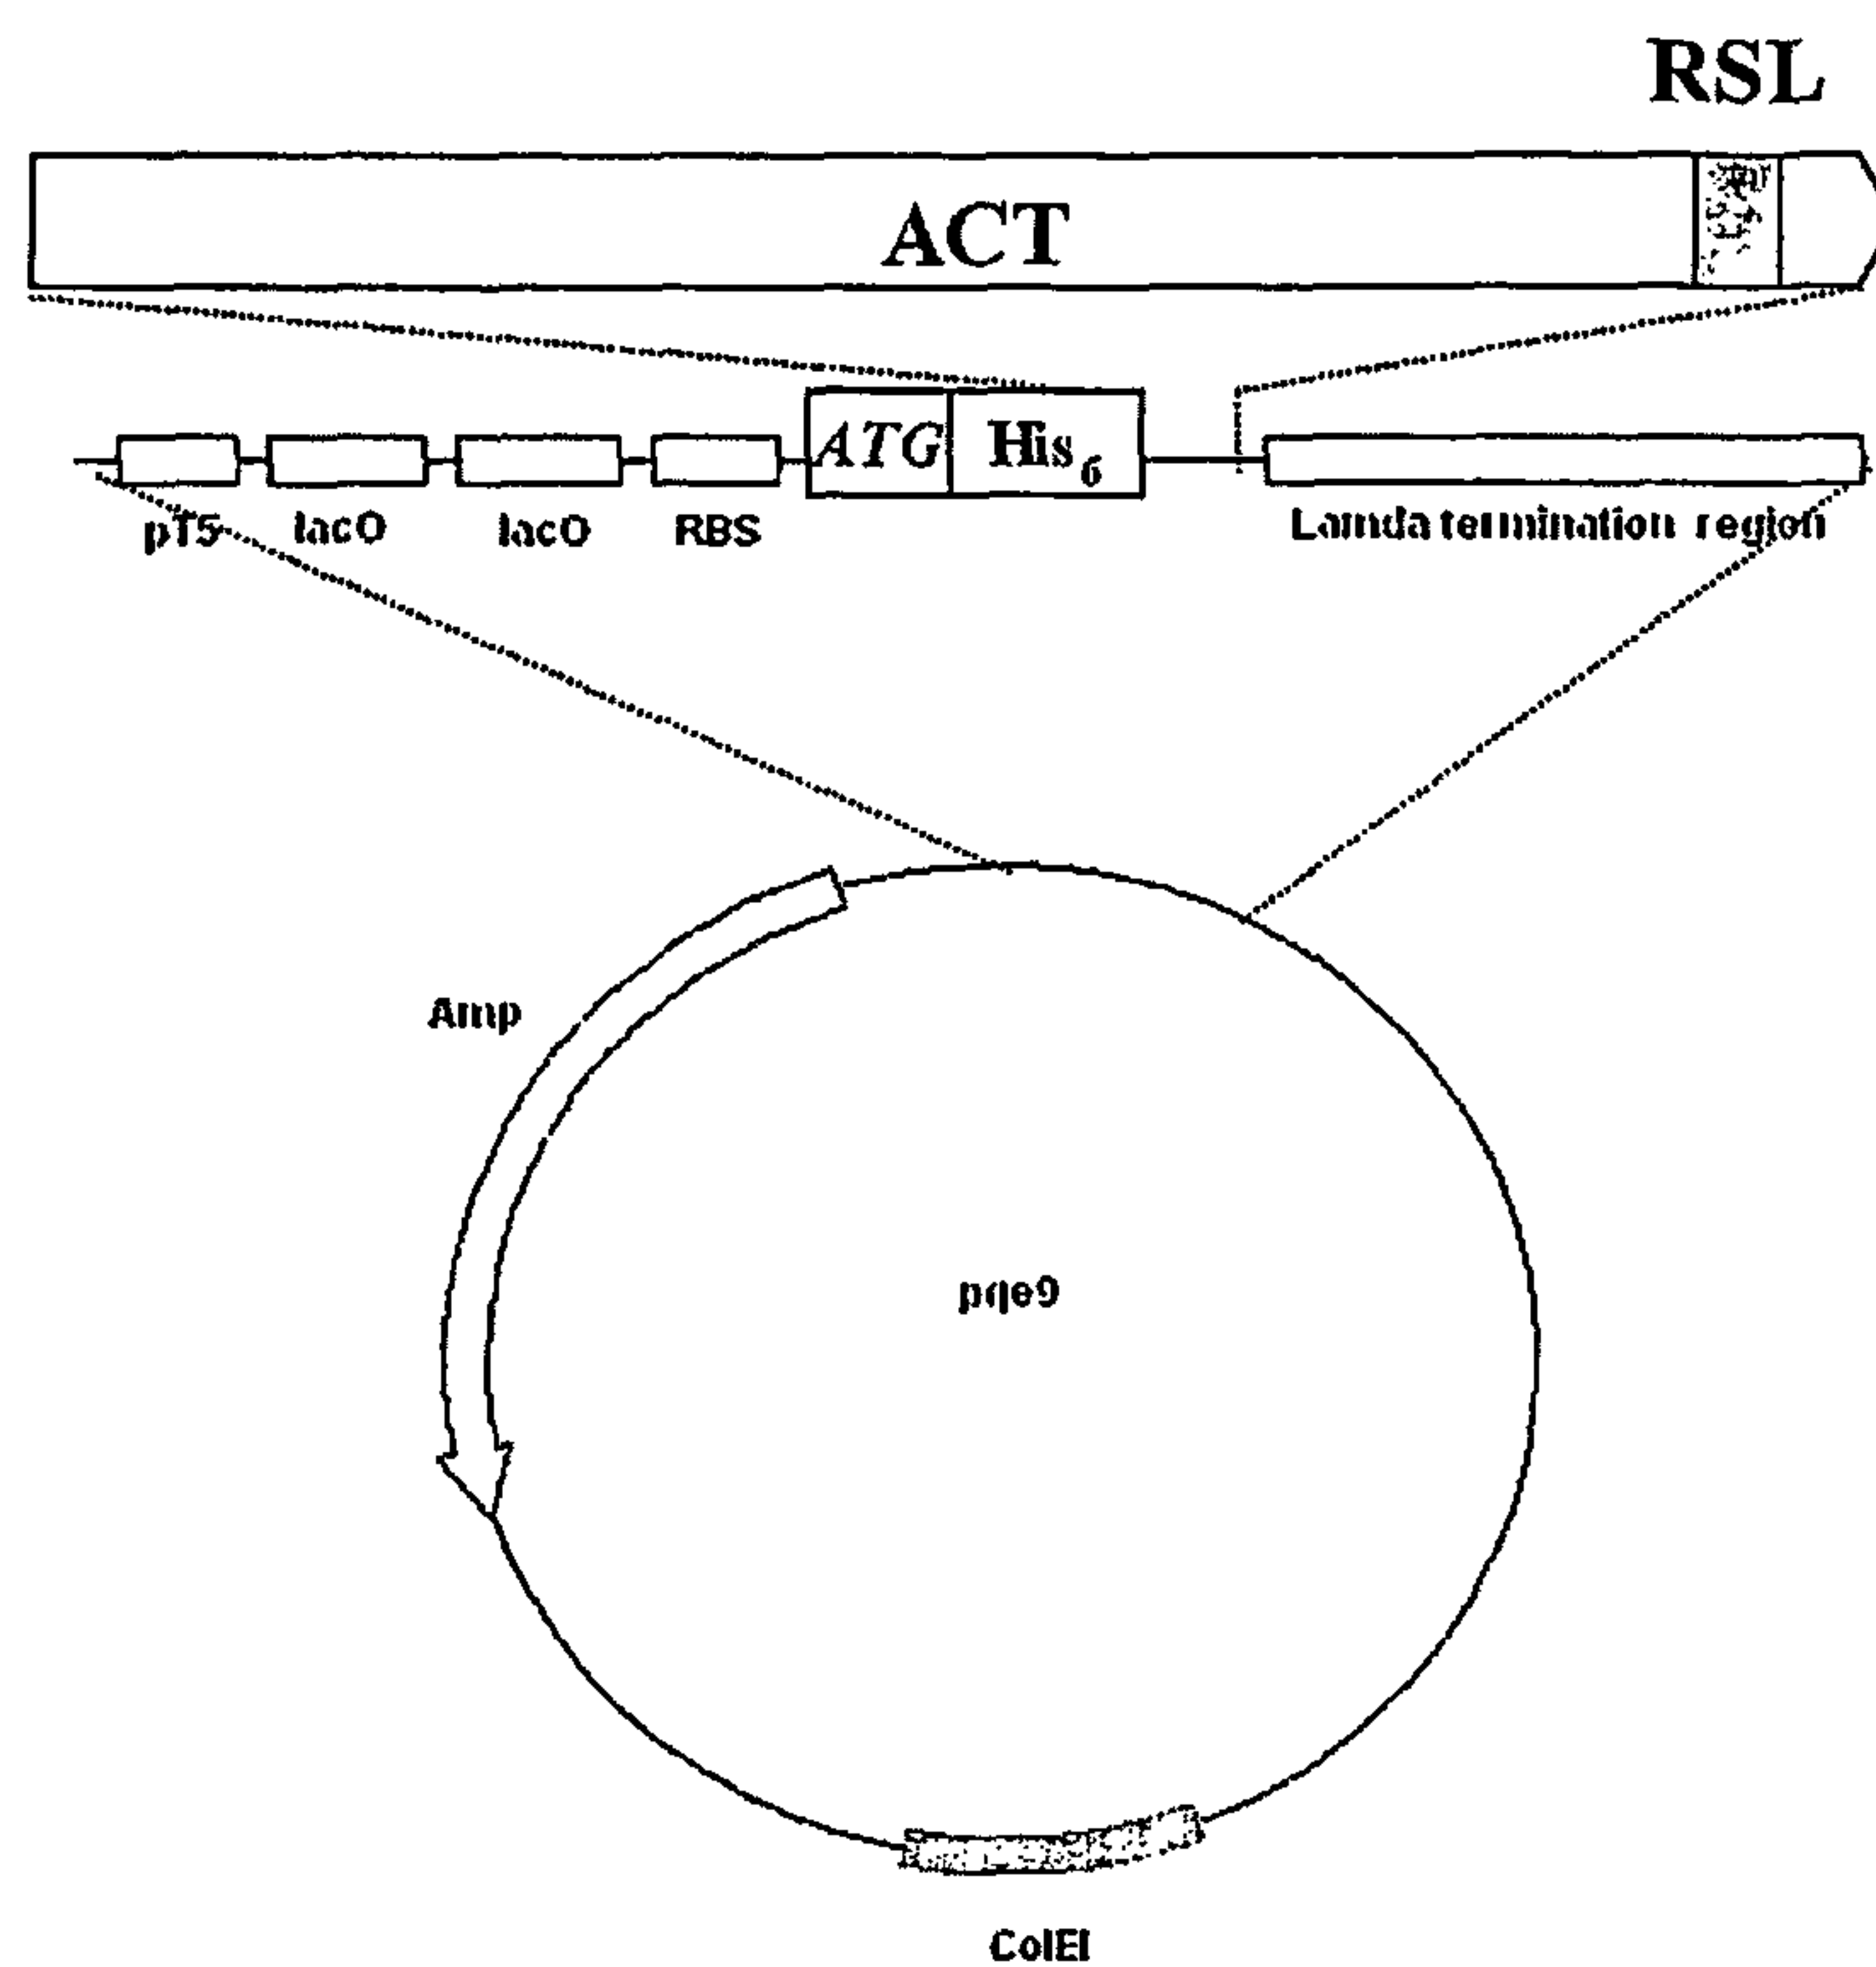 RSL
ACT
ATG His6
pT5 lacO lacO RBS Lamda termination region
Amp
pqe9
ColEI